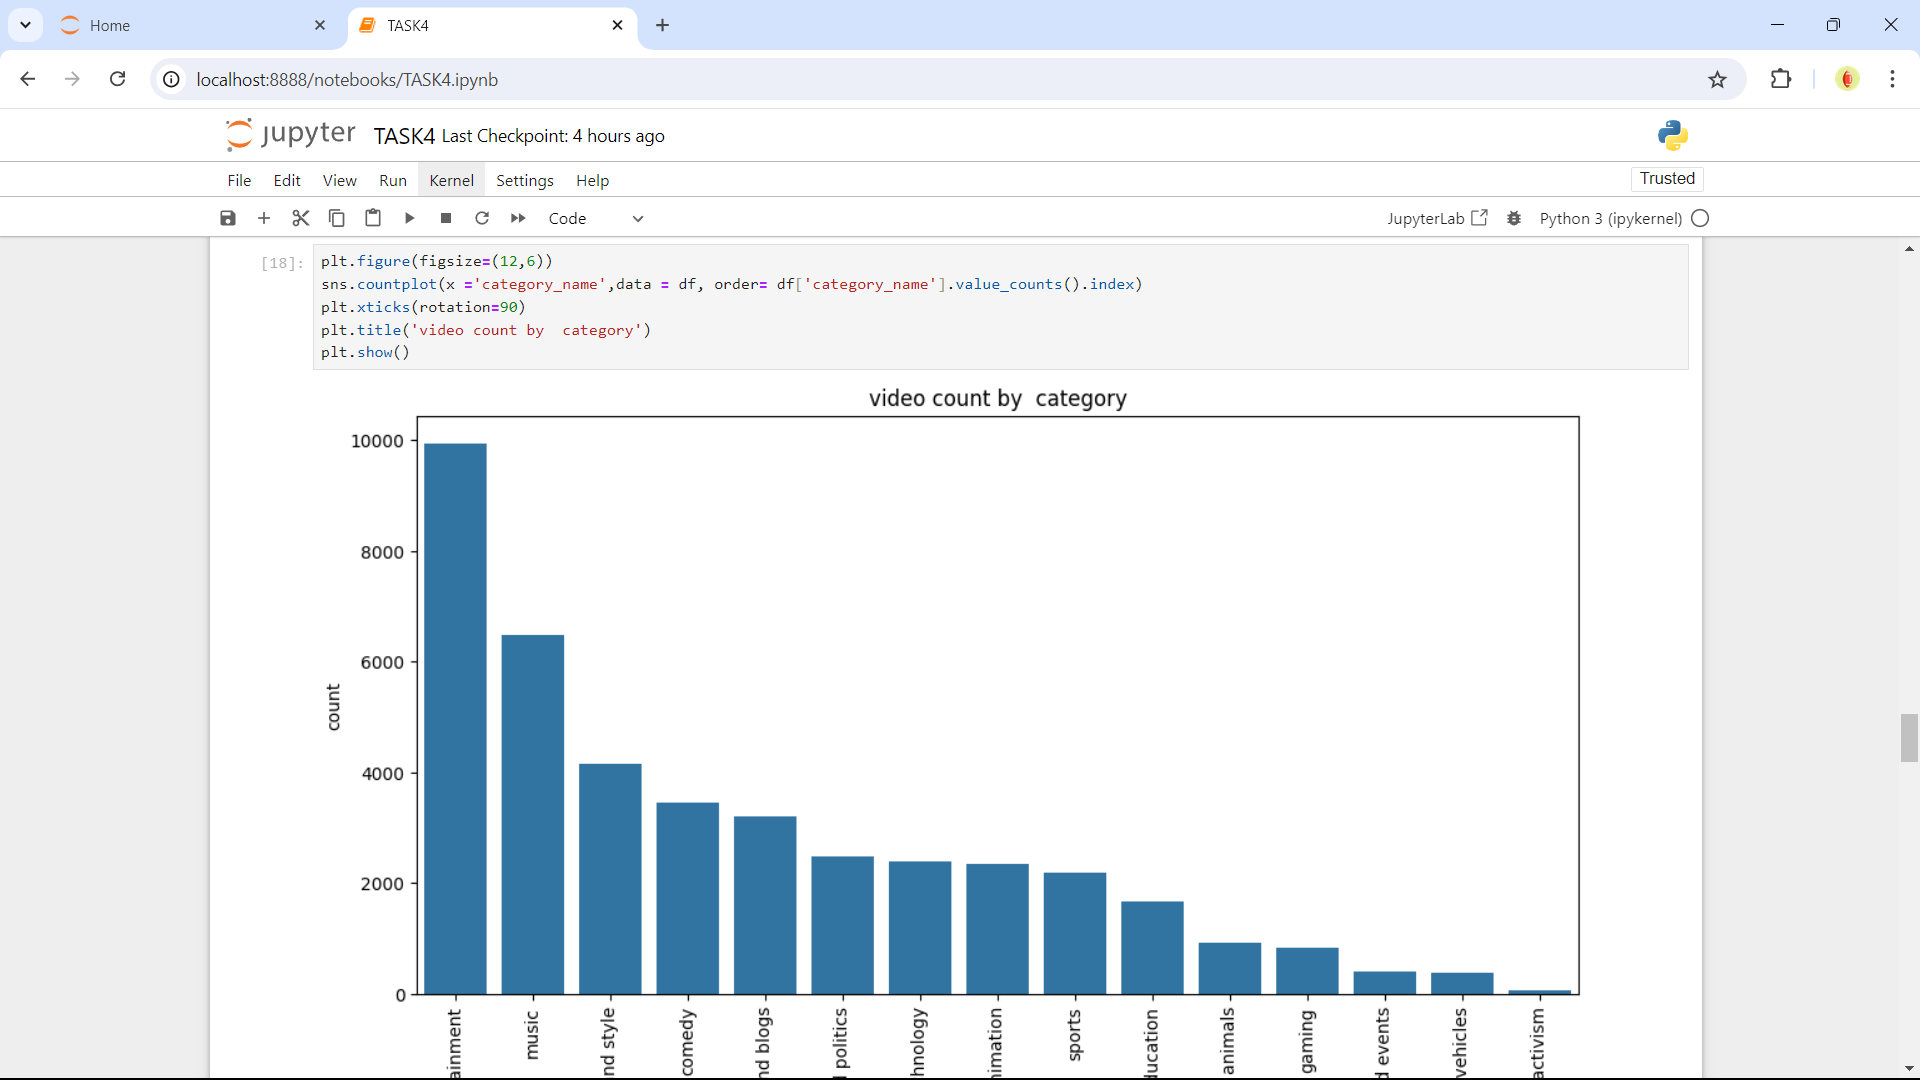 Home
TASK4
localhost:8888/notebooks/TASK4.ipynb
jupyter TASK4 Last Checkpoint: 4 hours ago
File Edit View Run Kernel Settings Help
Trusted
Code
JupyterLab
Python 3 (ipykernel)
[18]:
plt.figure(figsize=(12,6))
sns.countplot(x ='category_name',data = df, order= df['category_name'].value_counts().index)
plt.xticks(rotation=90)
plt.title('video count by  category')
plt.show()
video count by  category
10000
8000
6000
4000
2000
0
count
ainment
music
nd style
comedy
nd blogs
politics
hnology
imation
sports
ducation
animals
gaming
d events
vehicles
activism